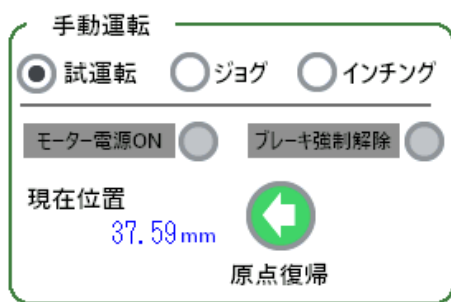 手動運転
試運転 ジョグ インチング
モーター電源ON ブレーキ強制解除
現在位置
37.59mm
原点復帰